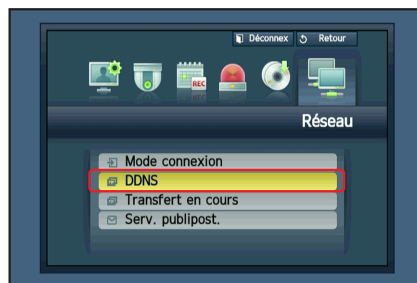 Déconnex Retour
REC
Réseau
Mode connexion
DDNS
Transfert en cours
Serv. publipost.